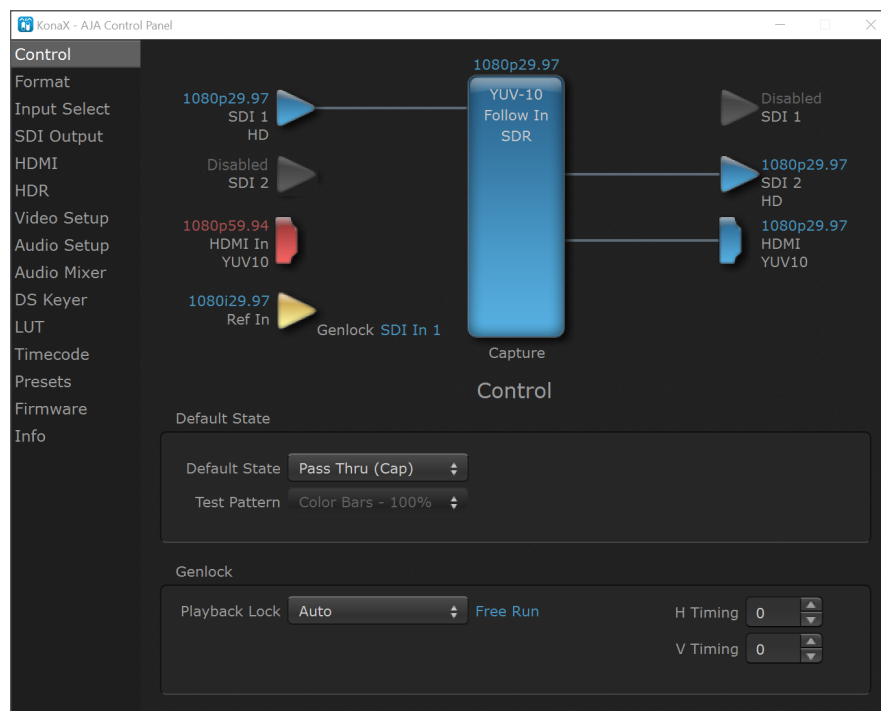 KonaX - AJA Control Panel
Control
Format
Input Select
SDI Output
HDMI
HDR
Video Setup
Audio Setup
Audio Mixer
DS Keyer
LUT
Timecode
Presets
Firmware
Info
1080p29.97
SDI 1
HD
Disabled
SDI 2
1080p59.94
HDMI In
YUV10
1080i29.97
Ref In
Genlock SDI In 1
1080p29.97
YUV-10
Follow In
SDR
Capture
Disabled
SDI 1
1080p29.97
SDI 2
HD
1080p29.97
HDMI
YUV10
Control
Default State
Default State Pass Thru (Cap)
Test Pattern Color Bars - 100%
Genlock
Playback Lock Auto Free Run
H Timing 0
V Timing 0